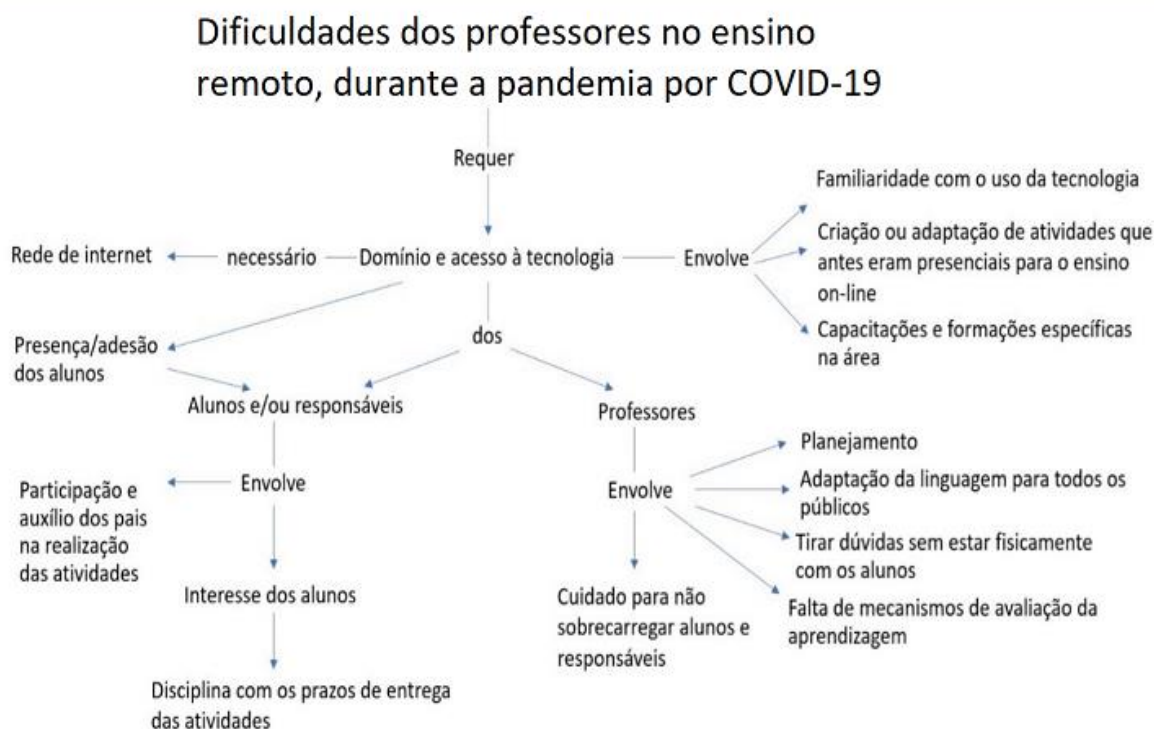 Dificuldades dos professores no ensino
remoto, durante a pandemia por COVID-19
Requer
Familiaridade com o uso da tecnologia
Rede de internet
necessário
Domínio e acesso à tecnologia
Envolve
Criação ou adaptação de atividades que
antes eram presenciais para o ensino
on-line
Capacitações e formações específicas
na área
Presença/adesão
dos alunos
dos
Alunos e/ou responsáveis
Professores
Participação e
auxílio dos pais
na realização
das atividades
Envolve
Interesse dos alunos
Disciplina com os prazos de entrega
das atividades
Envolve
Planejamento
Adaptação da linguagem para todos os
públicos
Tirar dúvidas sem estar fisicamente
com os alunos
Falta de mecanismos de avaliação da
aprendizagem
Cuidado para não
sobrecarregar alunos e
responsáveis